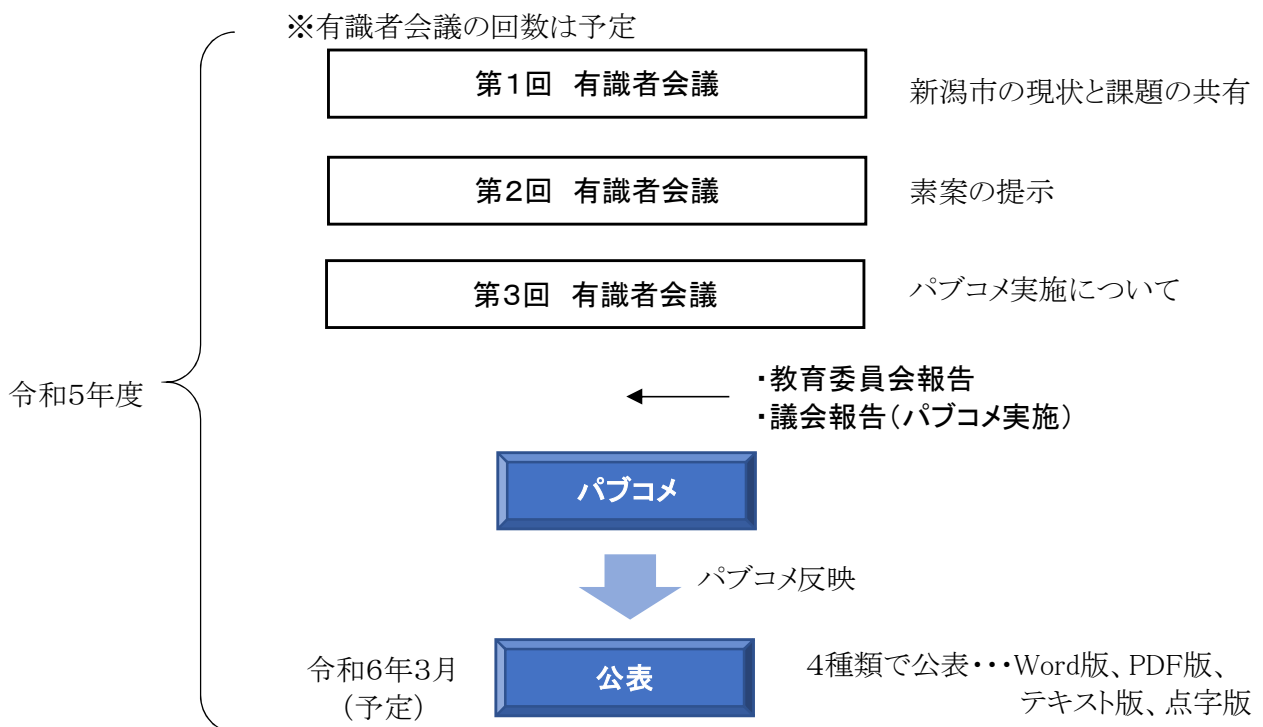 ※有識者会議の回数は予定
第1回 有識者会議
新潟市の現状と課題の共有
第2回 有識者会議
素案の提示
第3回 有識者会議
パブコメ実施について
令和5年度
・教育委員会報告
・議会報告(パブコメ実施)
パブコメ
パブコメ反映
令和6年3月
(予定)
公表
4種類で公表・・・Word版、PDF版、
テキスト版、点字版